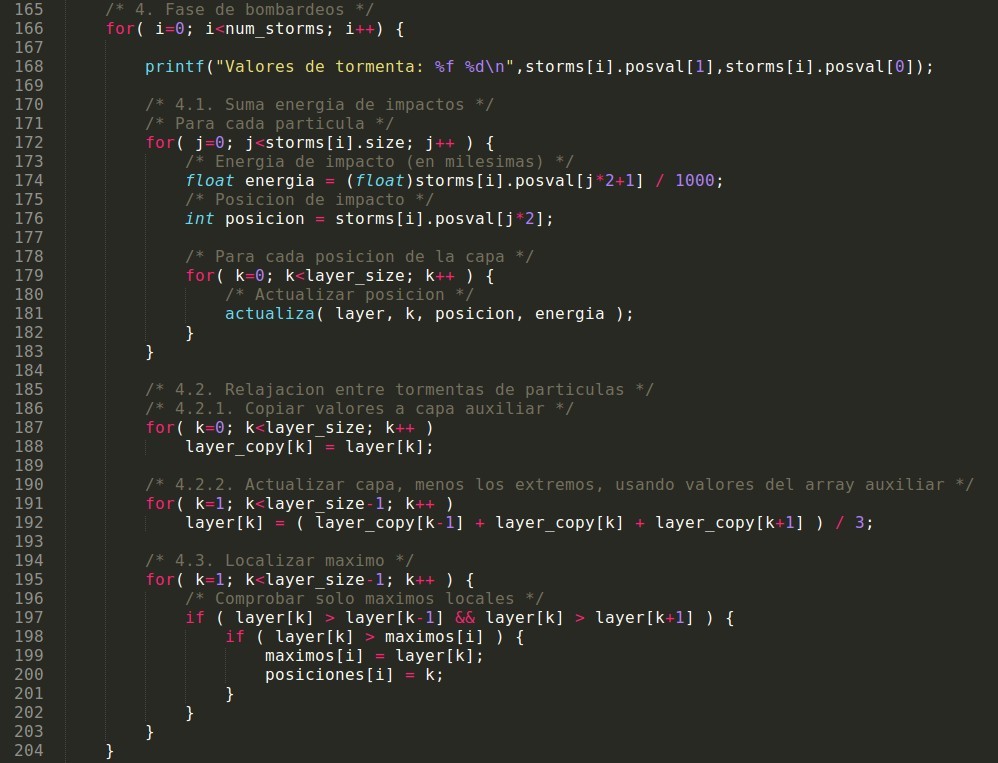 165 /* 4. Fase de bombardeos */
166 for( i=0; i<num_storms; i++) {
167
168 printf("Valores de tormenta: %f %d\n",storms[i].posval[1],storms[i].posval[0]);
169
170 /* 4.1. Suma energia de impactos */
171 /* Para cada particula */
172 for( j=0; j<storms[i].size; j++ ) {
173 /* Energia de impacto (en milesimas) */
174 float energia = (float)storms[i].posval[j*2+1] / 1000;
175 /* Posicion de impacto */
176 int posicion = storms[i].posval[j*2];
177
178 /* Para cada posicion de la capa */
179 for( k=0; k<layer_size; k++ ) {
180 /* Actualizar posicion */
181 actualiza( layer, k, posicion, energia );
182 }
183 }
184
185 /* 4.2. Relajacion entre tormentas de particulas */
186 /* 4.2.1. Copiar valores a capa auxiliar */
187 for( k=0; k<layer_size; k++ )
188 layer_copy[k] = layer[k];
189
190 /* 4.2.2. Actualizar capa, menos los extremos, usando valores del array auxiliar */
191 for( k=1; k<layer_size-1; k++ )
192 layer[k] = ( layer_copy[k-1] + layer_copy[k] + layer_copy[k+1] ) / 3;
193
194 /* 4.3. Localizar maximo */
195 for( k=1; k<layer_size-1; k++ ) {
196 /* Comprobar solo maximos locales */
197 if ( layer[k] > layer[k-1] && layer[k] > layer[k+1] ) {
198 if ( layer[k] > maximos[i] ) {
199 maximos[i] = layer[k];
200 posiciones[i] = k;
201 }
202 }
203 }
204 }